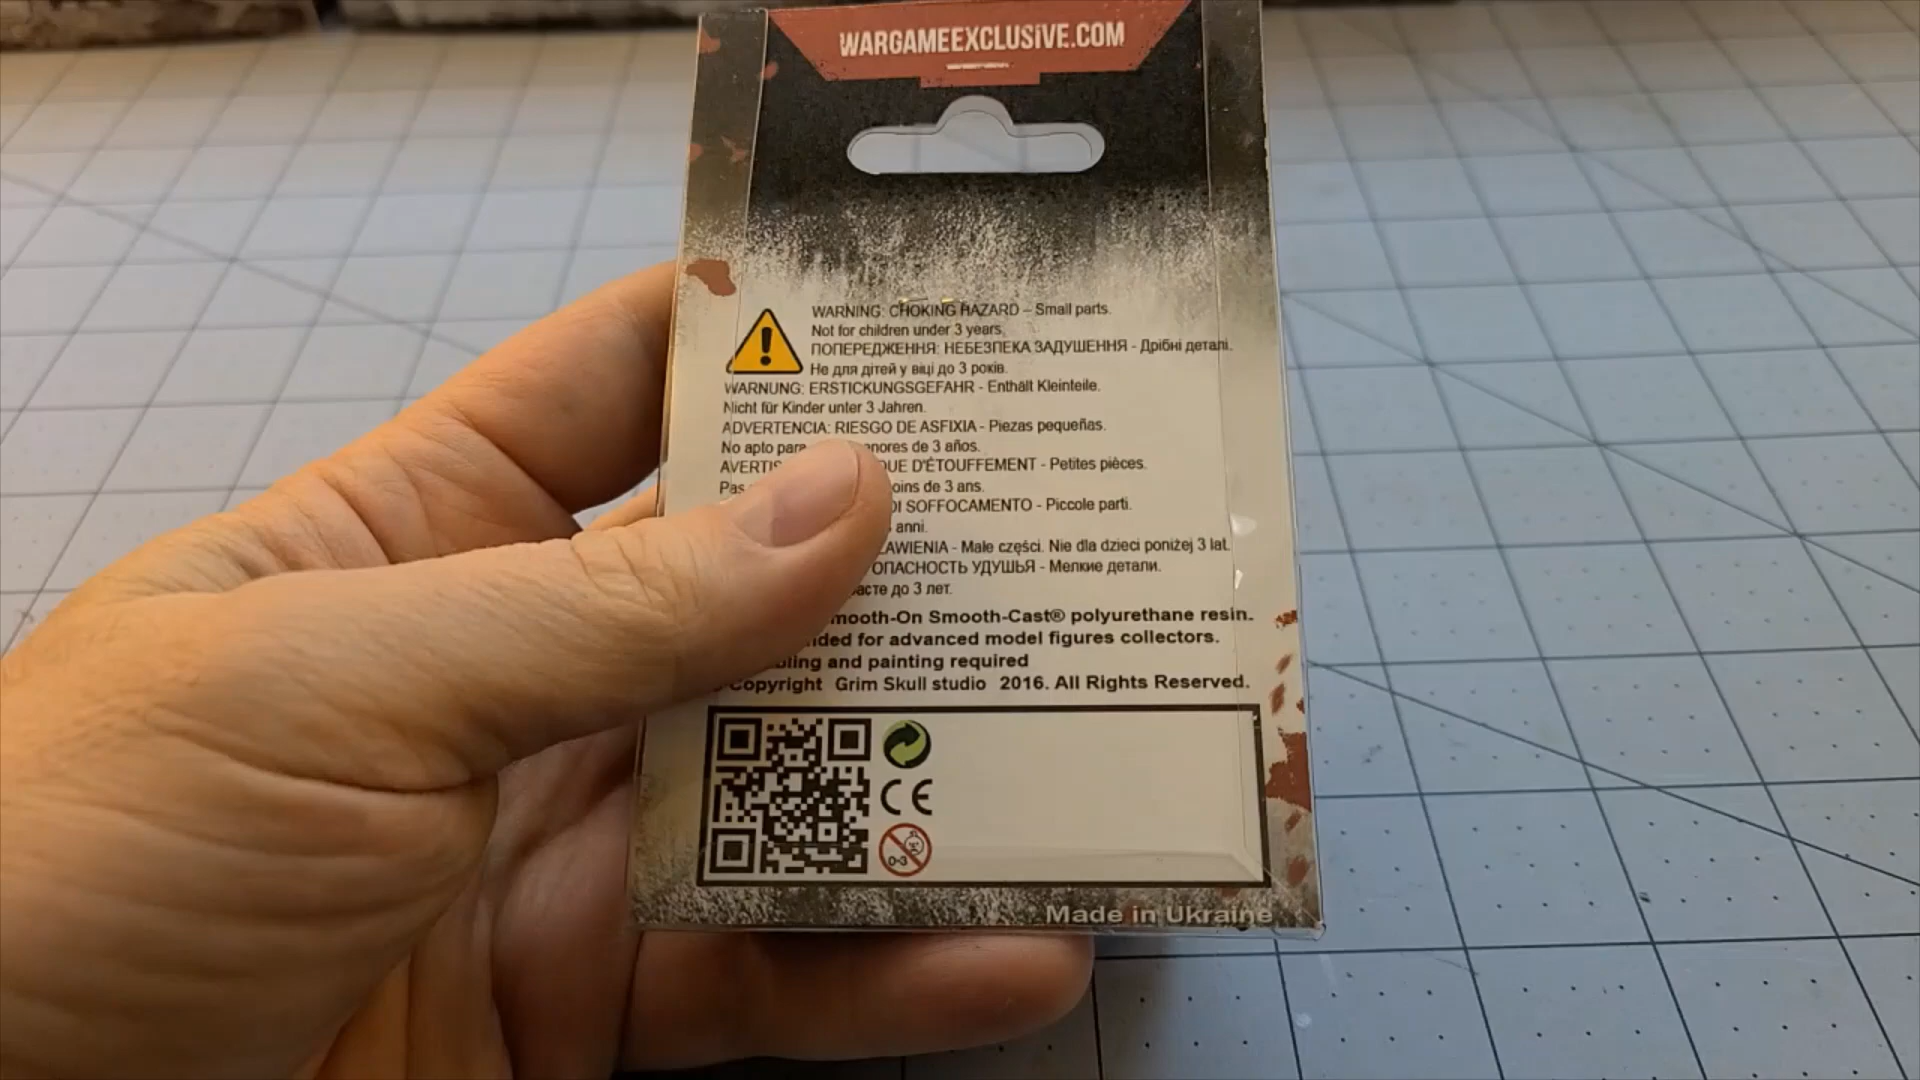 WARGAMEEXCLUSIVE.COM
WARNING: CHOKING HAZARD – Small parts.
Not for children under 3 years.
ПОПЕРЕДЖЕННЯ: НЕБЕЗПЕКА ЗАДУШЕННЯ - Дрібні деталі.
Не для дітей у віці до 3 років.
WARNUNG: ERSTICKUNGSGEFAHR - Enthält Kleinteile.
Nicht für Kinder unter 3 Jahren.
ADVERTENCIA: RIESGO DE ASFIXIA - Piezas pequeñas.
No apto para de 3 años.
D'ÉTOUFFEMENT - Petites pièces.
Pas de 3 ans.
DI SOFFOCAMENTO - Piccole parti.
anni.
- Małe części. Nie dla dzieci poniżej 3 lat.
ОПАСНОСТЬ УДУШЬЯ - Мелкие детали.
до 3 лет.
Smooth-Cast® polyurethane resin.
for advanced model figures collectors.
and painting required
Copyright Grim Skull studio 2016. All Rights Reserved.
CE
0-3
Made in Ukraine